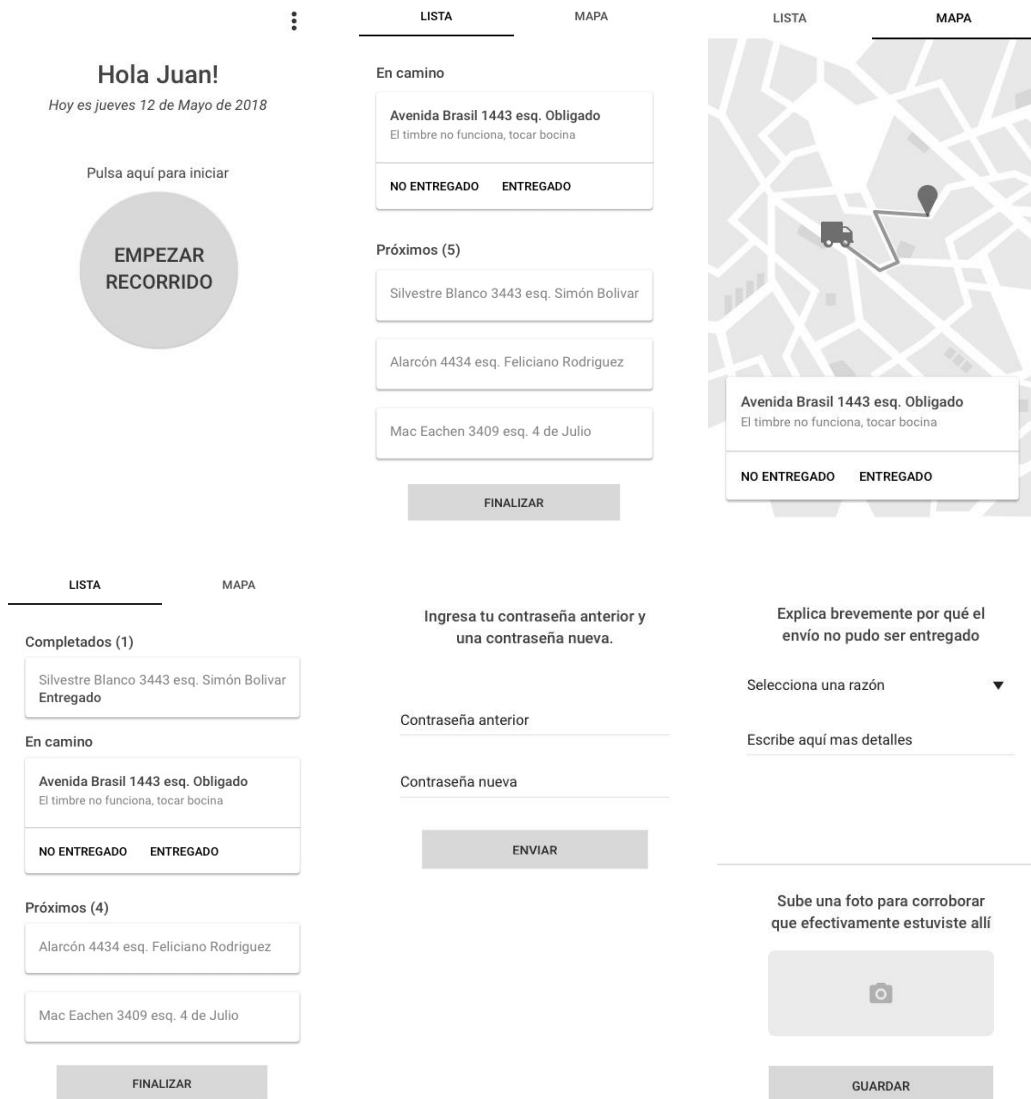 Hola Juan!
Hoy es jueves 12 de Mayo de 2018
Pulsa aquí para iniciar
EMPEZAR
RECORRIDO
LISTA MAPA
En camino
Avenida Brasil 1443 esq. Obligado
El timbre no funciona, tocar bocina
NO ENTREGADO ENTREGADO
Próximos (5)
Silvestre Blanco 3443 esq. Simón Bolivar
Alarcón 4434 esq. Feliciano Rodriguez
Mac Eachen 3409 esq. 4 de Julio
FINALIZAR
LISTA MAPA
Avenida Brasil 1443 esq. Obligado
El timbre no funciona, tocar bocina
NO ENTREGADO ENTREGADO
LISTA MAPA
Completados (1)
Silvestre Blanco 3443 esq. Simón Bolivar
Entregado
En camino
Avenida Brasil 1443 esq. Obligado
El timbre no funciona, tocar bocina
NO ENTREGADO ENTREGADO
Próximos (4)
Alarcón 4434 esq. Feliciano Rodriguez
Mac Eachen 3409 esq. 4 de Julio
FINALIZAR
Ingresa tu contraseña anterior y
una contraseña nueva.
Contraseña anterior
Contraseña nueva
ENVIAR
Explica brevemente por qué el
envío no pudo ser entregado
Selecciona una razón
Escribe aquí mas detalles
Sube una foto para corroborar
que efectivamente estuviste allí
GUARDAR